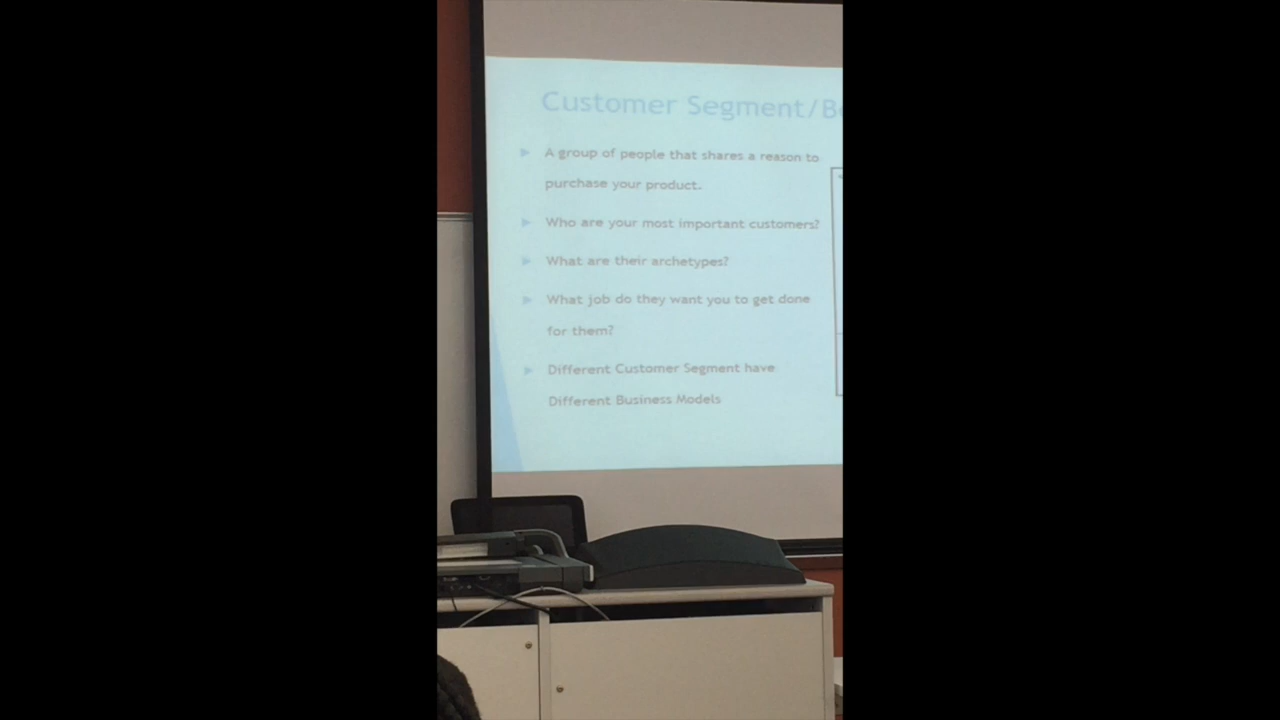 Customer Segment/Be
A group of people that shares a reason to
purchase your product.
Who are your most important customers?
What are their archetypes?
What job do they want you to get done
for them?
Different Customer Segment have
Different Business Models